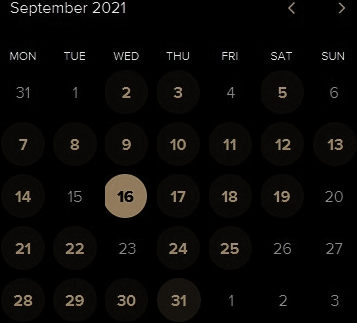 September 2021
MON TUE WED THU FRI SAT SUN
31 1 2 3 4 5 6
7 8 9 10 11 12 13
14 15 16 17 18 19 20
21 22 23 24 25 26 27
28 29 30 31 1 2 3